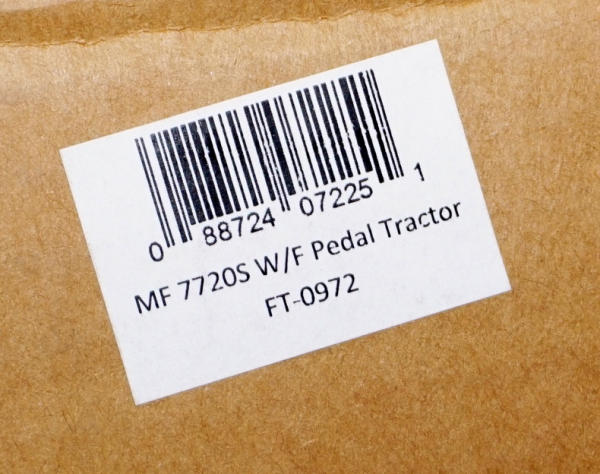 0 88724 07225 1
MF 7720S W/F Pedal Tractor
FT-0972